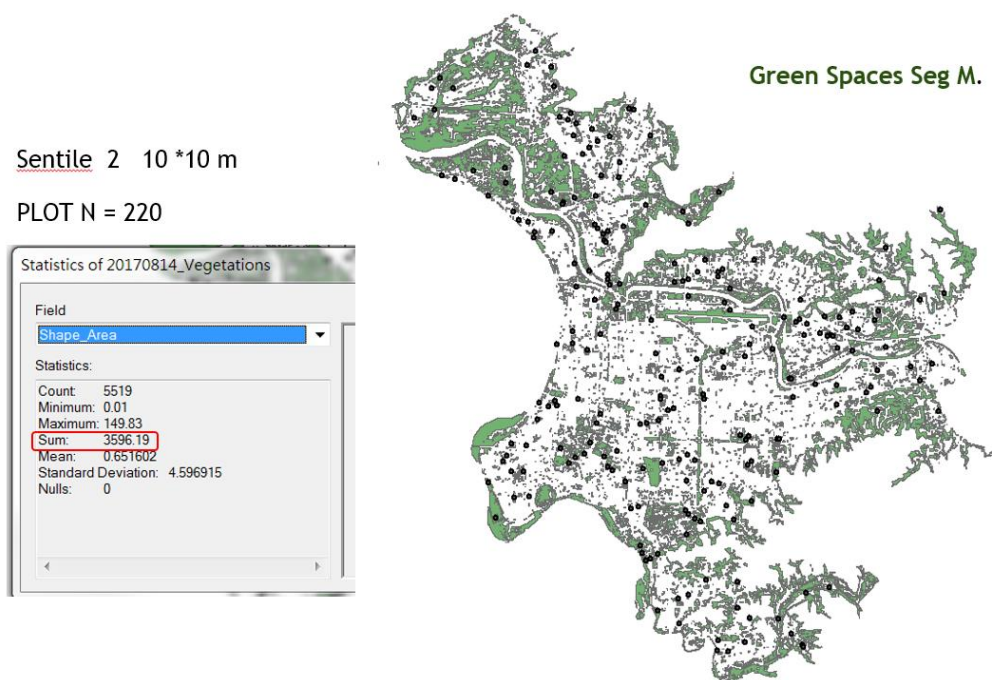 Green Spaces Seg M.
Sentile 2 10 *10 m
PLOT N = 220
Statistics of 20170814_Vegetations
Field
Shape_Area
Statistics:
Count: 5519
Minimum: 0.01
Maximum: 149.83
Sum: 3596.19
Mean: 0.651602
Standard Deviation: 4.596915
Nulls: 0